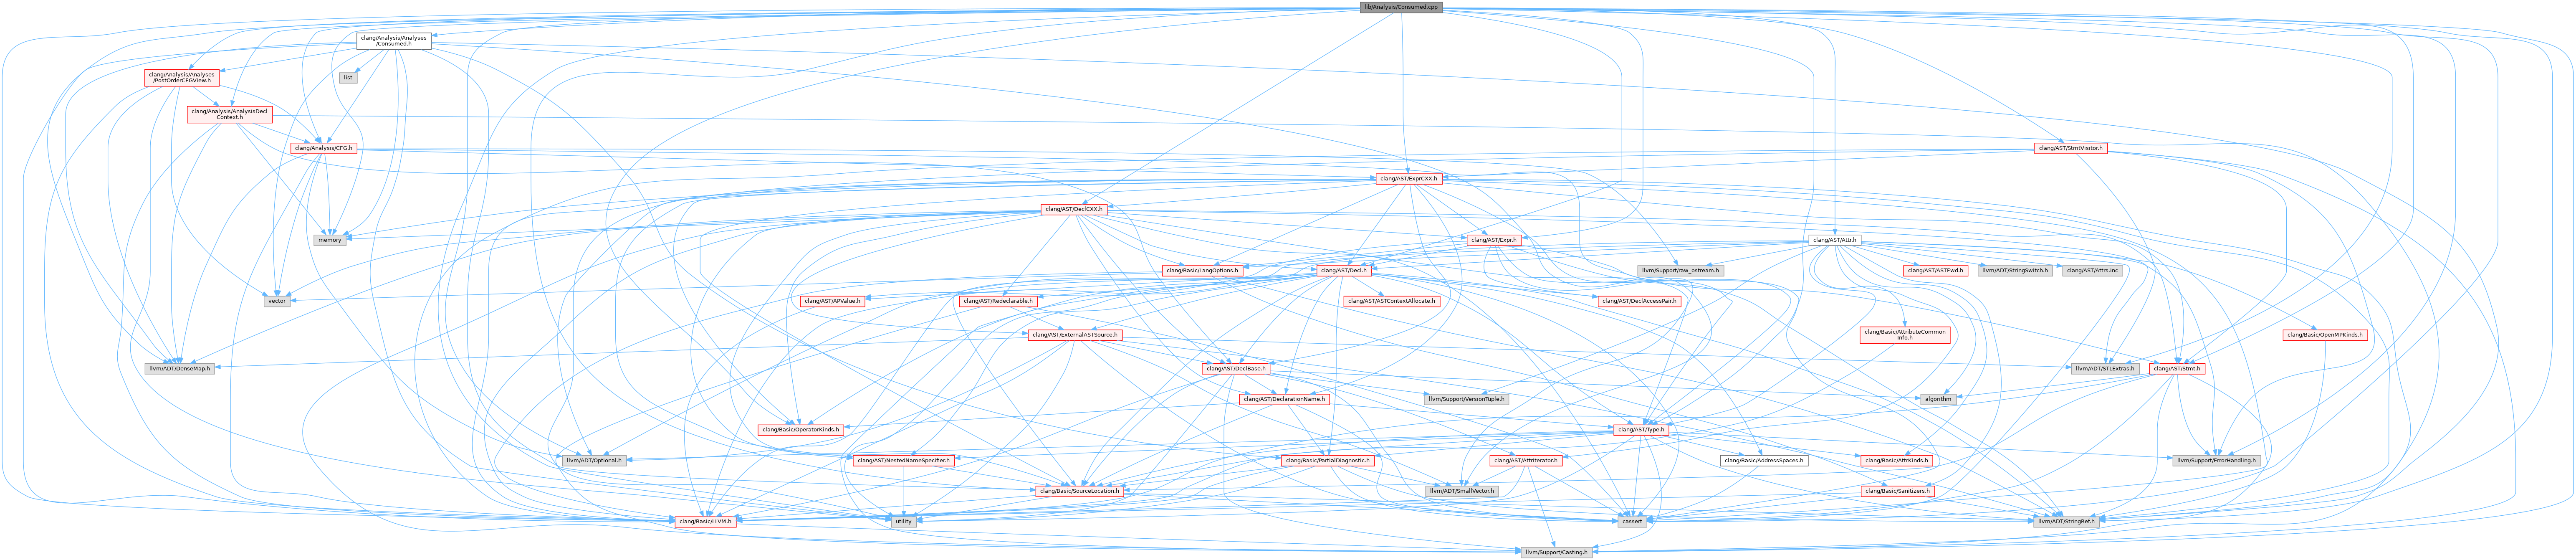 lib/Analysis/Consumed.cpp
clang/Analysis/Analyses
/Consumed.h
clang/Analysis/Analyses
/PostOrderCFGView.h
list
clang/Analysis/AnalysisDecl
Context.h
clang/Analysis/CFG.h
clang/AST/StmtVisitor.h
clang/AST/ExprCXX.h
clang/AST/DeclCXX.h
memory
clang/AST/Expr.h
clang/AST/Attr.h
clang/Basic/LangOptions.h
clang/AST/Decl.h
llvm/Support/raw_ostream.h
clang/AST/ASTFwd.h
llvm/ADT/StringSwitch.h
clang/AST/Attrs.inc
vector
clang/AST/APValue.h
clang/AST/Redeclarable.h
clang/AST/ASTContextAllocate.h
clang/AST/DeclAccessPair.h
clang/AST/ExternalASTSource.h
clang/Basic/AttributeCommon
Info.h
clang/Basic/OpenMPKinds.h
llvm/ADT/DenseMap.h
clang/AST/DeclBase.h
llvm/ADT/STLExtras.h
clang/AST/Stmt.h
clang/AST/DeclarationName.h
llvm/Support/VersionTuple.h
algorithm
clang/Basic/OperatorKinds.h
clang/AST/Type.h
llvm/ADT/Optional.h
clang/AST/NestedNameSpecifier.h
clang/Basic/PartialDiagnostic.h
clang/AST/AttrIterator.h
clang/Basic/AddressSpaces.h
clang/Basic/AttrKinds.h
llvm/Support/ErrorHandling.h
clang/Basic/SourceLocation.h
llvm/ADT/SmallVector.h
clang/Basic/Sanitizers.h
clang/Basic/LLVM.h
utility
cassert
llvm/ADT/StringRef.h
llvm/Support/Casting.h